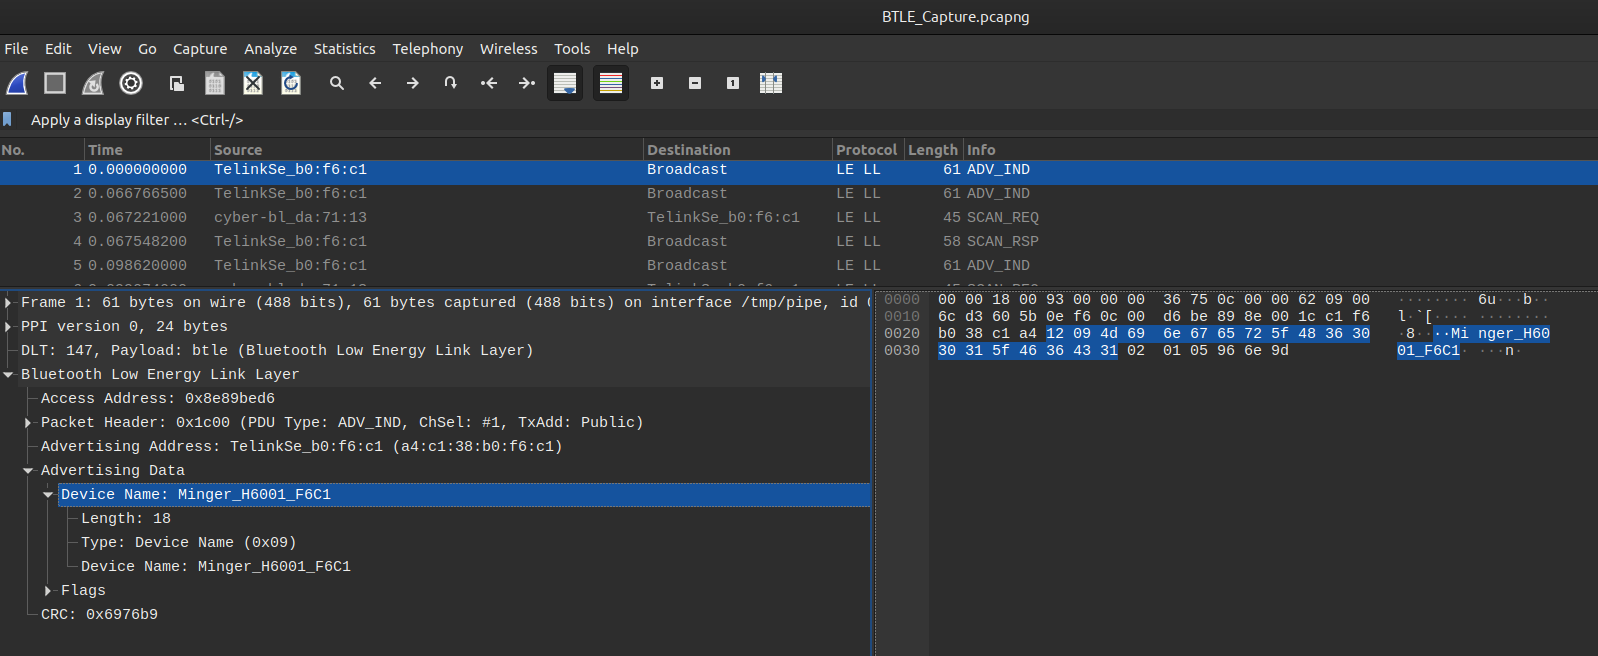 BTLE_Capture.pcapng
File Edit View Go Capture Analyze Statistics Telephony Wireless Tools Help
Apply a display filter … <Ctrl-/>
No. Time Source Destination Protocol Length Info
1 0.000000000 TelinkSe_b0:f6:c1 Broadcast LE LL 61 ADV_IND
2 0.066766500 TelinkSe_b0:f6:c1 Broadcast LE LL 61 ADV_IND
3 0.067221000 cyber-bl_da:71:13 TelinkSe_b0:f6:c1 LE LL 45 SCAN_REQ
4 0.067548200 TelinkSe_b0:f6:c1 Broadcast LE LL 58 SCAN_RSP
5 0.098620000 TelinkSe_b0:f6:c1 Broadcast LE LL 61 ADV_IND
Frame 1: 61 bytes on wire (488 bits), 61 bytes captured (488 bits) on interface /tmp/pipe, id
PPI version 0, 24 bytes
DLT: 147, Payload: btle (Bluetooth Low Energy Link Layer)
Bluetooth Low Energy Link Layer
Access Address: 0x8e89bed6
Packet Header: 0x1c00 (PDU Type: ADV_IND, ChSel: #1, TxAdd: Public)
Advertising Address: TelinkSe_b0:f6:c1 (a4:c1:38:b0:f6:c1)
Advertising Data
Device Name: Minger_H6001_F6C1
Length: 18
Type: Device Name (0x09)
Device Name: Minger_H6001_F6C1
Flags
CRC: 0x6976b9
0000 00 00 18 00 93 00 00 00 36 75 0c 00 00 62 09 00 ········ 6u···b··
0010 6c d3 60 5b 0e f6 0c 00 d6 be 89 8e 00 1c c1 f6 l·`[···· ········
0020 b0 38 c1 a4 12 09 4d 69 6e 67 65 72 5f 48 36 30 ·8····Mi nger_H60
0030 30 31 5f 46 36 43 31 02 01 05 96 6e 9d 01_F6C1· ···n·